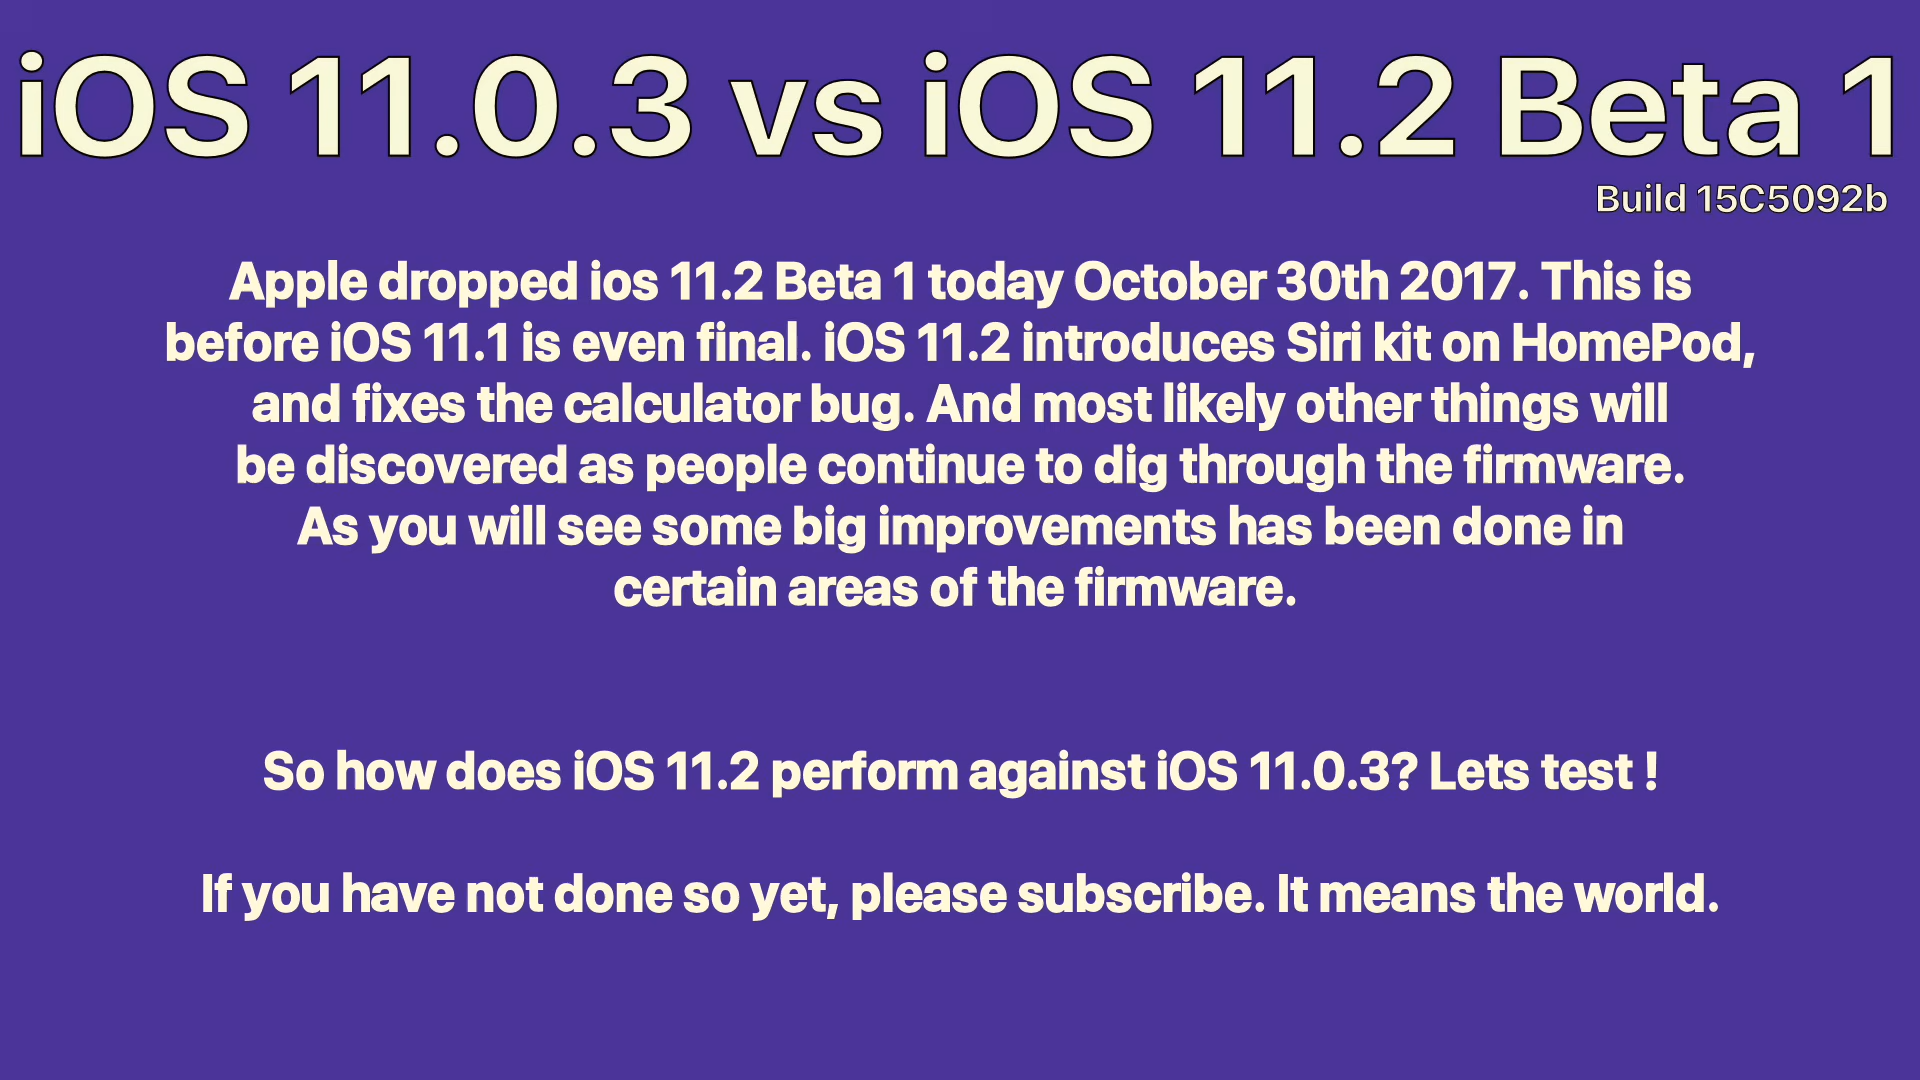 iOS 11.0.3 vs iOS 11.2 Beta 1
Build 15C5092b
Apple dropped ios 11.2 Beta 1 today October 30th 2017. This is
before iOS 11.1 is even final. iOS 11.2 introduces Siri kit on HomePod,
and fixes the calculator bug. And most likely other things will
be discovered as people continue to dig through the firmware.
As you will see some big improvements has been done in
certain areas of the firmware.
So how does iOS 11.2 perform against iOS 11.0.3? Lets test !
If you have not done so yet, please subscribe. It means the world.